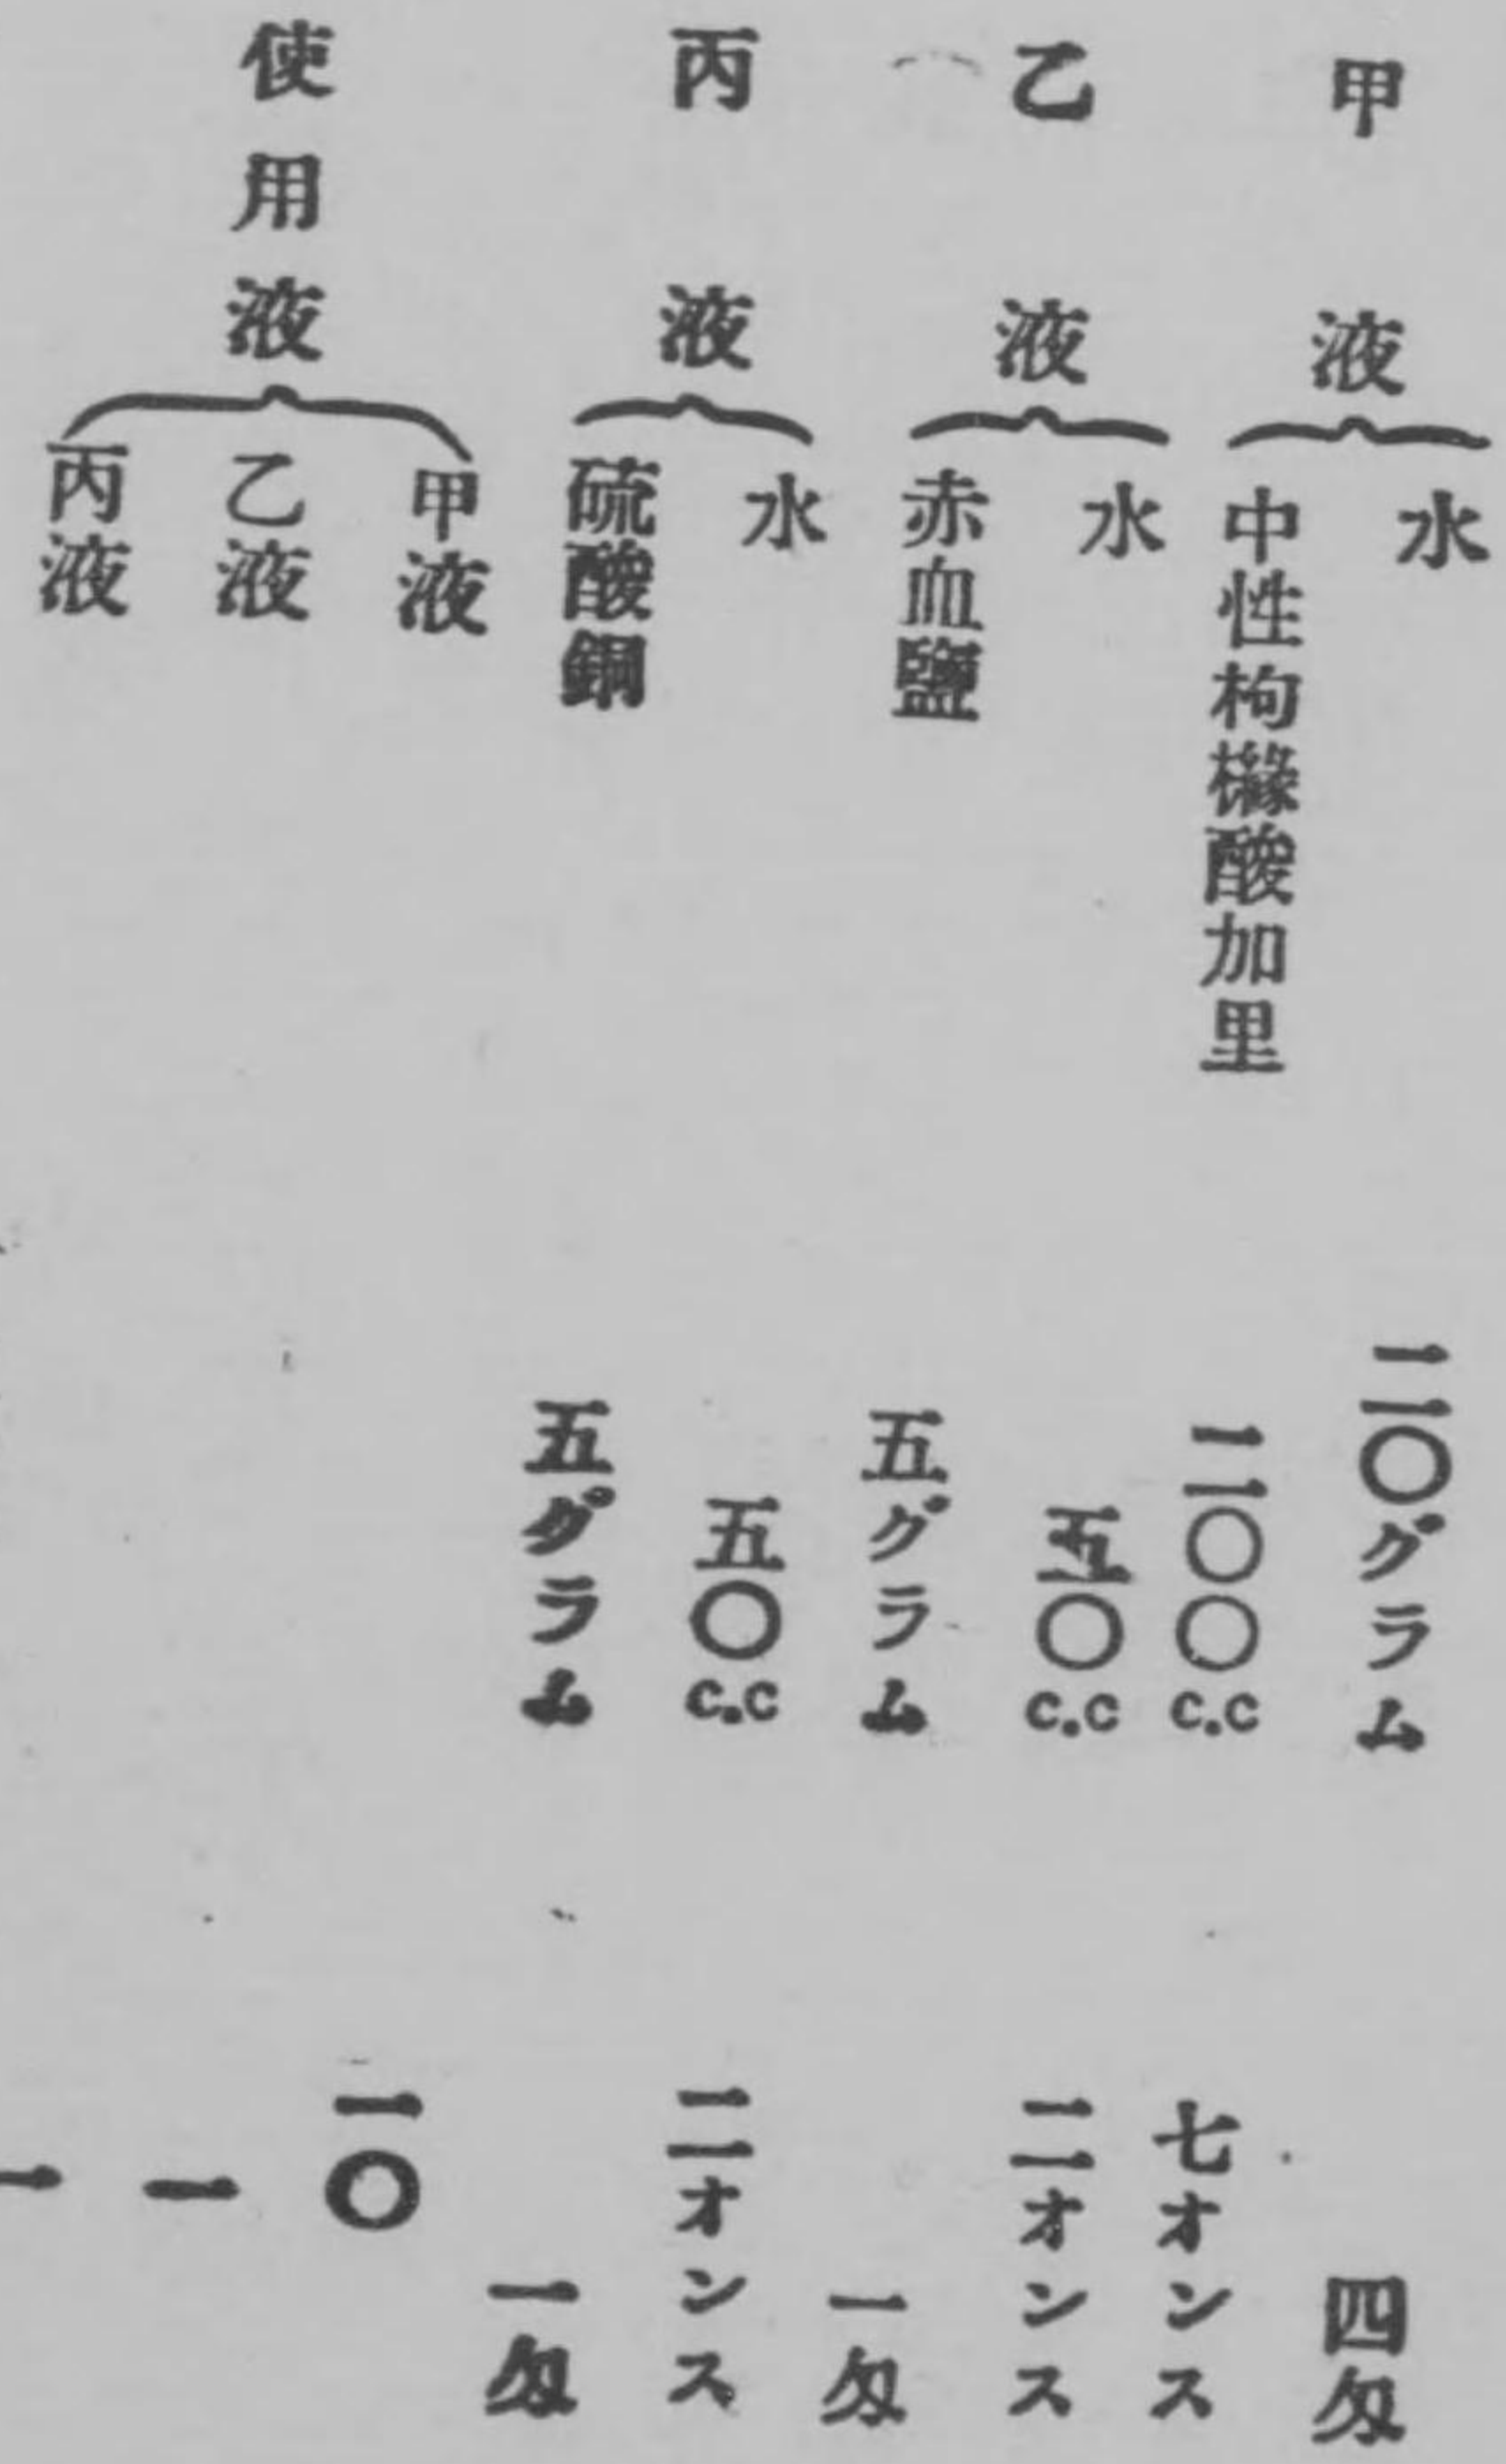 甲液
水 二〇グラム 四匁
中性枸櫞酸加里 二〇〇c.c 七オンス
乙液
水 五〇c.c 二オンス
赤血鹽 五グラム 一匁
丙液
水 五〇c.c 二オンス
硫酸銅 五グラム 一匁
使用液
甲液 一〇
乙液 一
丙液 一